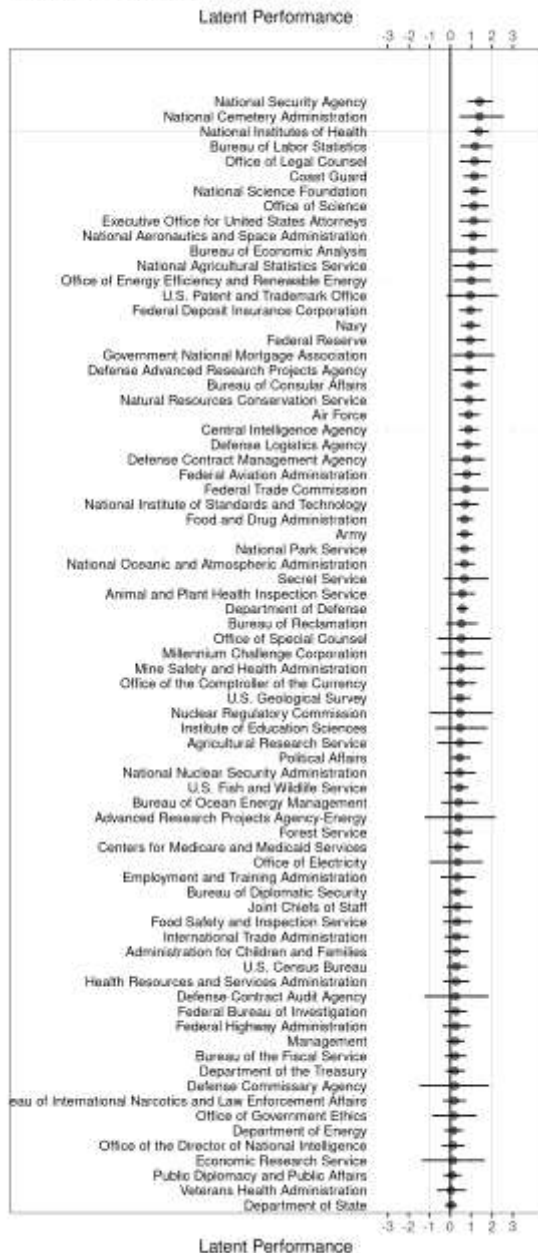 Latent Performance
-3 -2 -1 0 1 2 3
National Security Agency
National Cemetery Administration
National Institutes of Health
Bureau of Labor Statistics
Office of Legal Counsel
Coast Guard
National Science Foundation
Office of Science
Executive Office for United States Attorneys
National Aeronautics and Space Administration
Bureau of Economic Analysis
National Agricultural Statistics Service
Office of Energy Efficiency and Renewable Energy
U.S. Patent and Trademark Office
Federal Deposit Insurance Corporation
Navy
Federal Reserve
Government National Mortgage Association
Defense Advanced Research Projects Agency
Bureau of Consular Affairs
Natural Resources Conservation Service
Air Force
Central Intelligence Agency
Defense Logistics Agency
Defense Contract Management Agency
Federal Aviation Administration
Federal Trade Commission
National Institute of Standards and Technology
Food and Drug Administration
Army
National Park Service
National Oceanic and Atmospheric Administration
Secret Service
Animal and Plant Health Inspection Service
Department of Defense
Bureau of Reclamation
Office of Special Counsel
Millennium Challenge Corporation
Mine Safety and Health Administration
Office of the Comptroller of the Currency
U.S. Geological Survey
Nuclear Regulatory Commission
Institute of Education Sciences
Agricultural Research Service
Political Affairs
National Nuclear Security Administration
U.S. Fish and Wildlife Service
Bureau of Ocean Energy Management
Advanced Research Projects Agency-Energy
Forest Service
Centers for Medicare and Medicaid Services
Office of Electricity
Employment and Training Administration
Bureau of Diplomatic Security
Joint Chiefs of Staff
Food Safety and Inspection Service
International Trade Administration
Administration for Children and Families
U.S. Census Bureau
Health Resources and Services Administration
Defense Contract Audit Agency
Federal Bureau of Investigation
Federal Highway Administration
Management
Bureau of the Fiscal Service
Department of the Treasury
Defense Commissary Agency
eau of International Narcotics and Law Enforcement Affairs
Office of Government Ethics
Department of Energy
Office of the Director of National Intelligence
Economic Research Service
Public Diplomacy and Public Affairs
Veterans Health Administration
Department of State
-3 -2 -1 0 1 2 3
Latent Performance